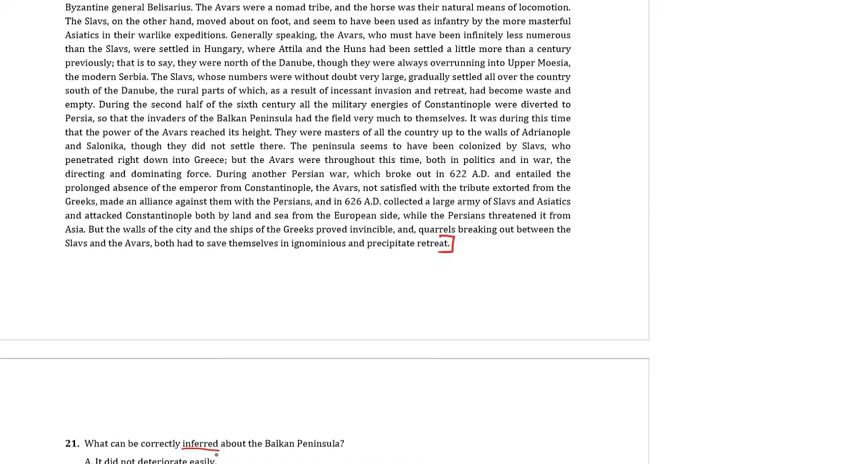 Byzantine general Belisarius. The Avars were a nomad tribe, and the horse was their natural means of locomotion.
The Slavs, on the other hand, moved about on foot, and seem to have been used as infantry by the more masterful
Asiatics in their warlike expeditions. Generally speaking, the Avars, who must have been infinitely less numerous
than the Slavs, were settled in Hungary, where Attila and the Huns had been settled a little more than a century
previously; that is to say, they were north of the Danube, though they were always overrunning into Upper Moesia,
the modern Serbia. The Slavs, whose numbers were without doubt very large, gradually settled all over the country
south of the Danube, the rural parts of which, as a result of incessant invasion and retreat, had become waste and
empty. During the second half of the sixth century all the military energies of Constantinople were diverted to
Persia, so that the invaders of the Balkan Peninsula had the field very much to themselves. It was during this time
that the power of the Avars reached its height. They were masters of all the country up to the walls of Adrianople
and Salonika, though they did not settle there. The peninsula seems to have been colonized by Slavs, who
penetrated right down into Greece; but the Avars were throughout this time, both in politics and in war, the
directing and dominating force. During another Persian war, which broke out in 622 A.D. and entailed the
prolonged absence of the emperor from Constantinople, the Avars, not satisfied with the tribute extorted from the
Greeks, made an alliance against them with the Persians, and in 626 A.D. collected a large army of Slavs and Asiatics
and attacked Constantinople both by land and sea from the European side, while the Persians threatened it from
Asia. But the walls of the city and the ships of the Greeks proved invincible, and, quarrels breaking out between the
Slavs and the Avars, both had to save themselves in ignominious and precipitate retreat.
21. What can be correctly inferred about the Balkan Peninsula?
A. It did not deteriorate easily.